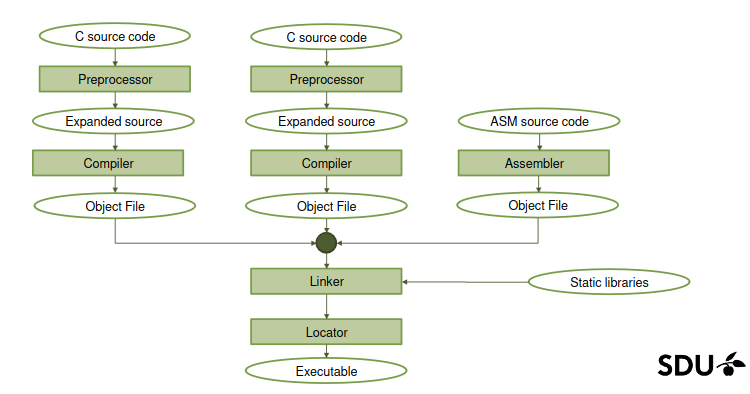 C source code
C source code
Preprocessor
Preprocessor
Expanded source
Expanded source
ASM source code
Compiler
Compiler
Assembler
Object File
Object File
Object File
Linker
Static libraries
Locator
Executable
SDU